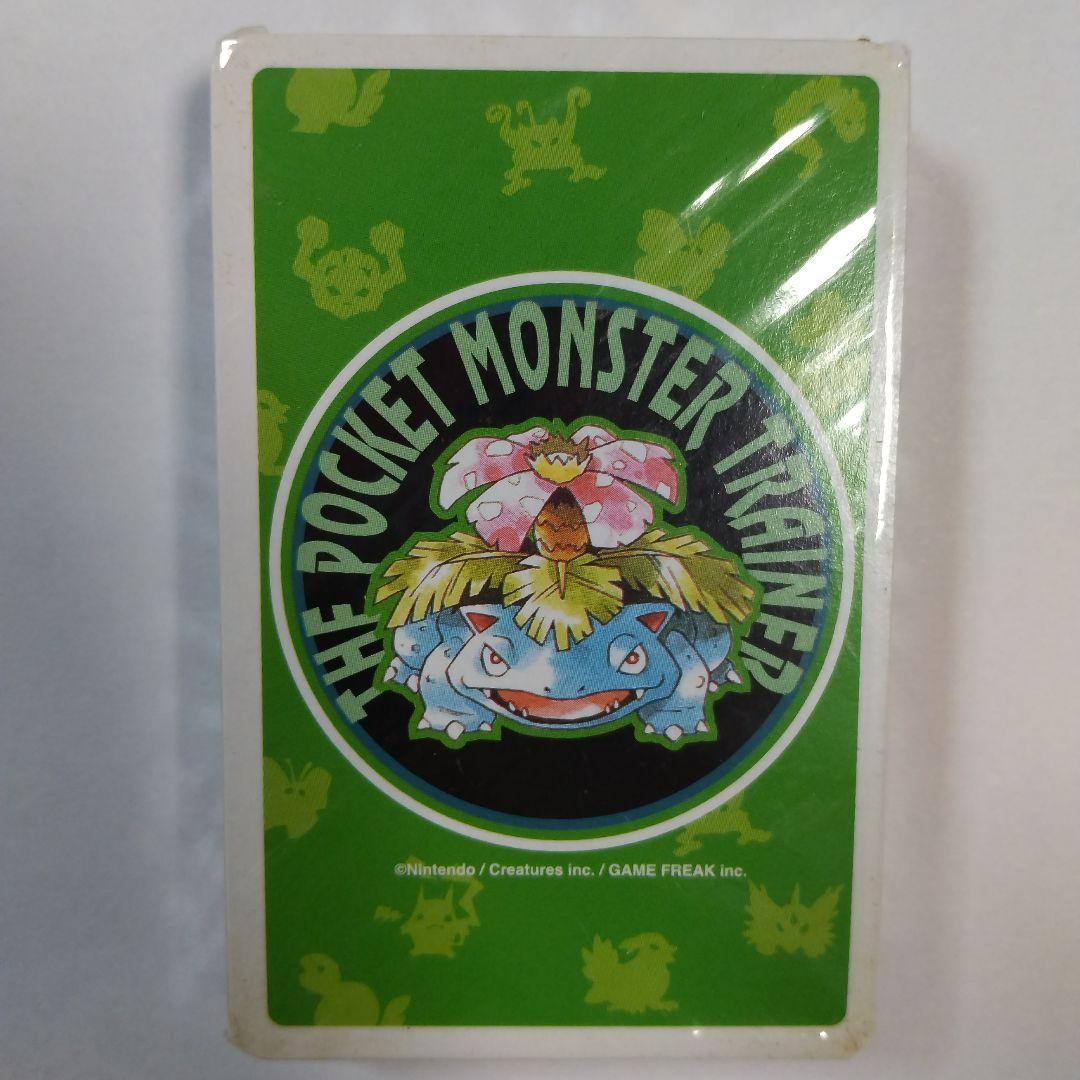 THE POCKET MONSTER TRAINER
©Nintendo / Creatures inc. / GAME FREAK inc.